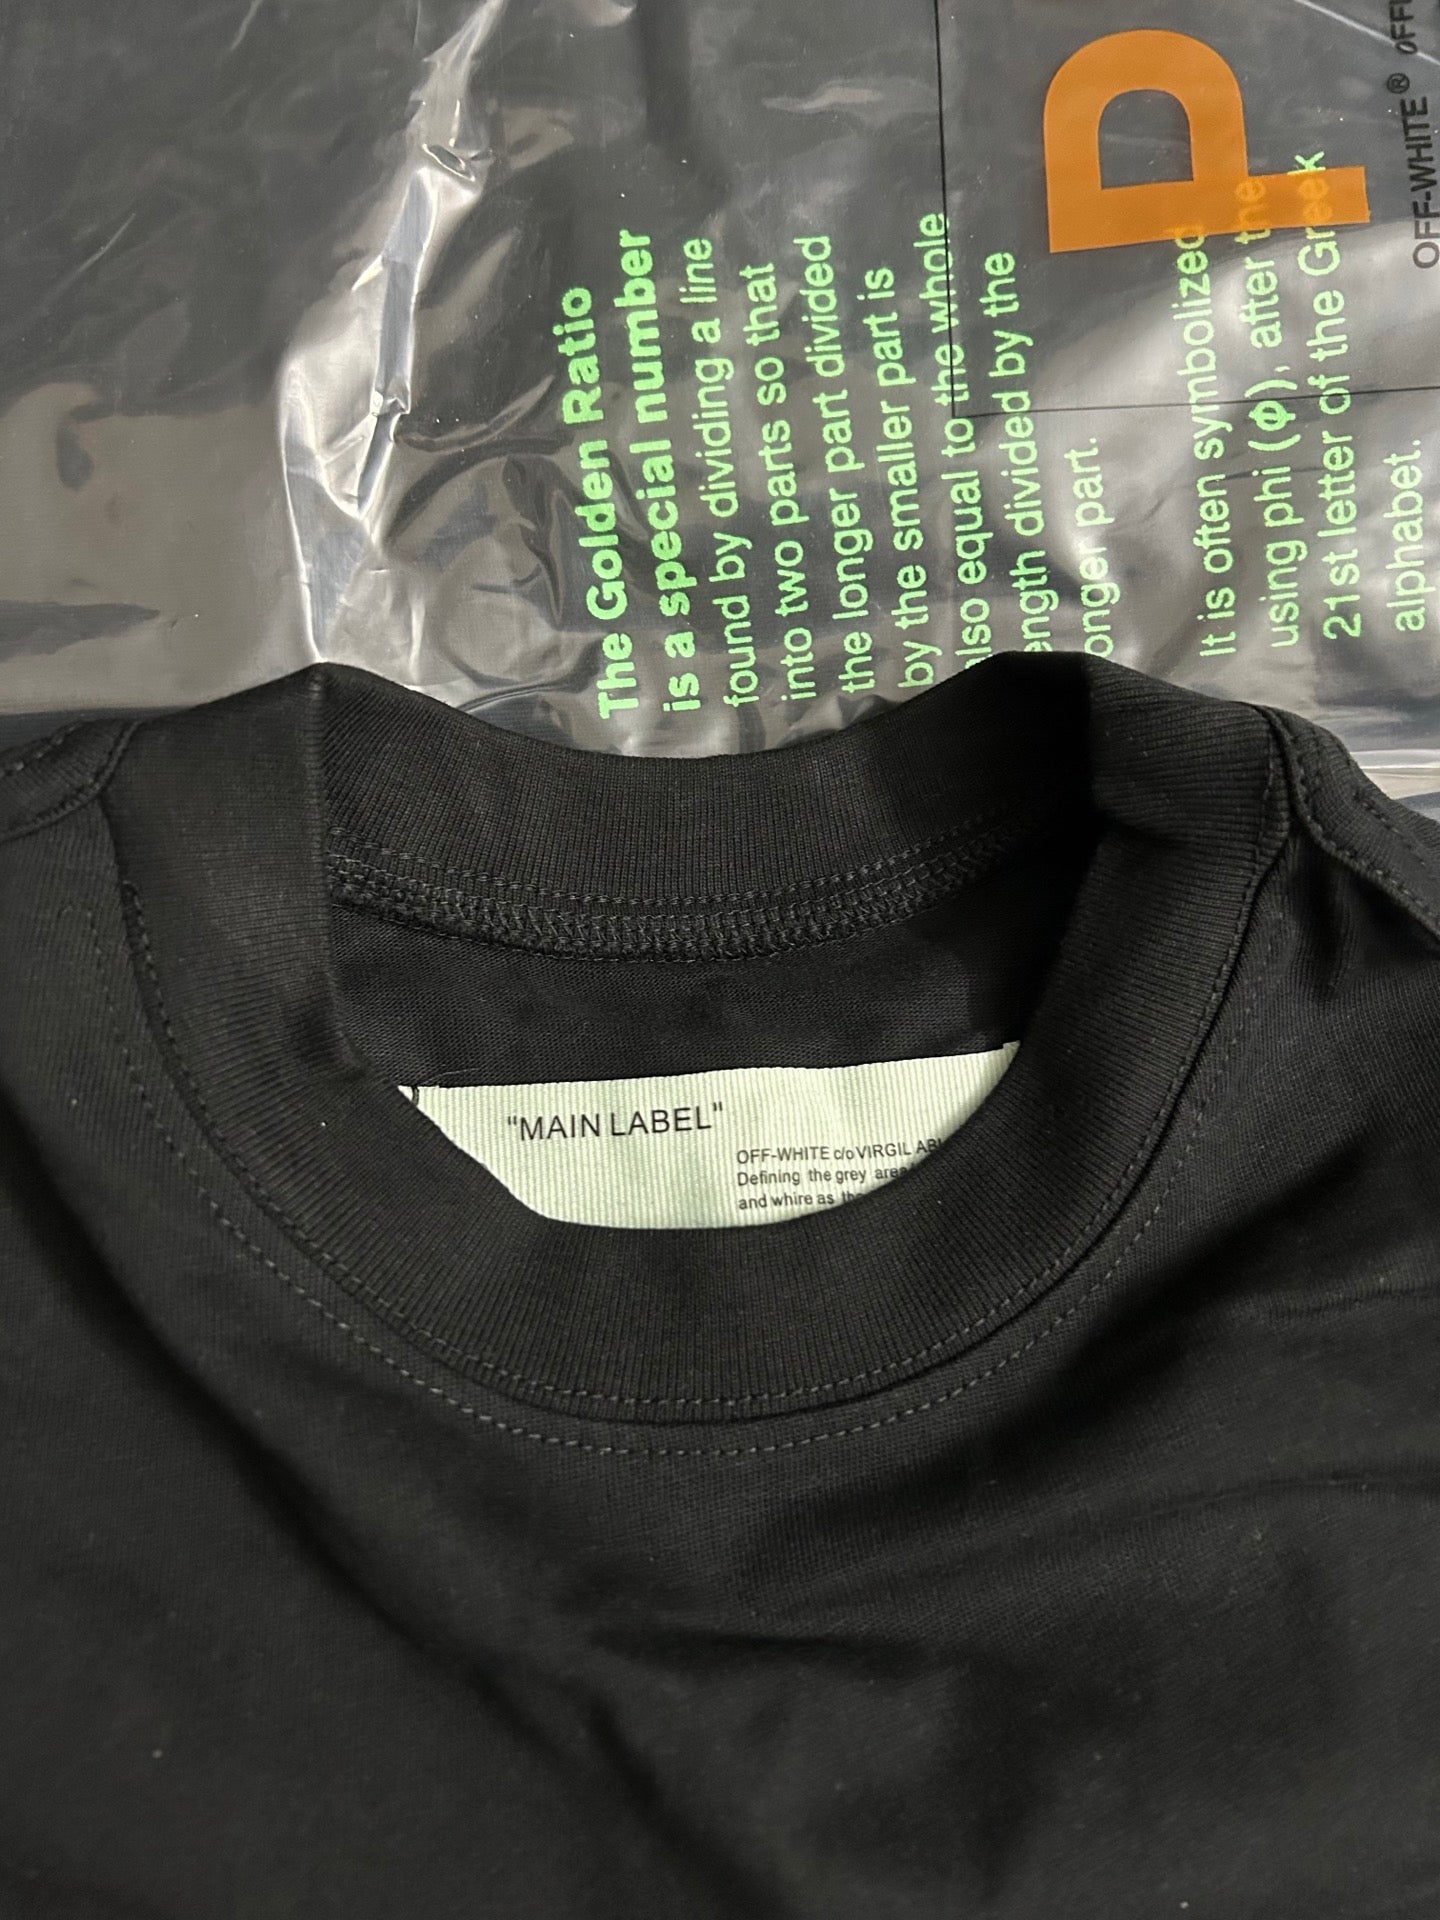 The Golden Ratio
is a special number
found by dividing a line
into two parts so that
the longer part divided
by the smaller part is
also equal to the whole
length divided by the
longer part.
It is often symbolized
using phi (ϕ), after the
21st letter of the Greek
alphabet.
P
OFF-WHITE®
"MAIN LABEL"
OFF-WHITE c/o VIRGIL
Defining the grey
and whire as